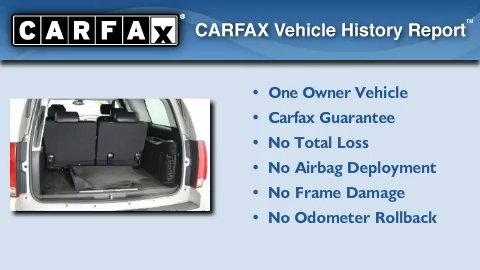 CARFAX® CARFAX Vehicle History Report™
• One Owner Vehicle
• Carfax Guarantee
• No Total Loss
• No Airbag Deployment
• No Frame Damage
• No Odometer Rollback